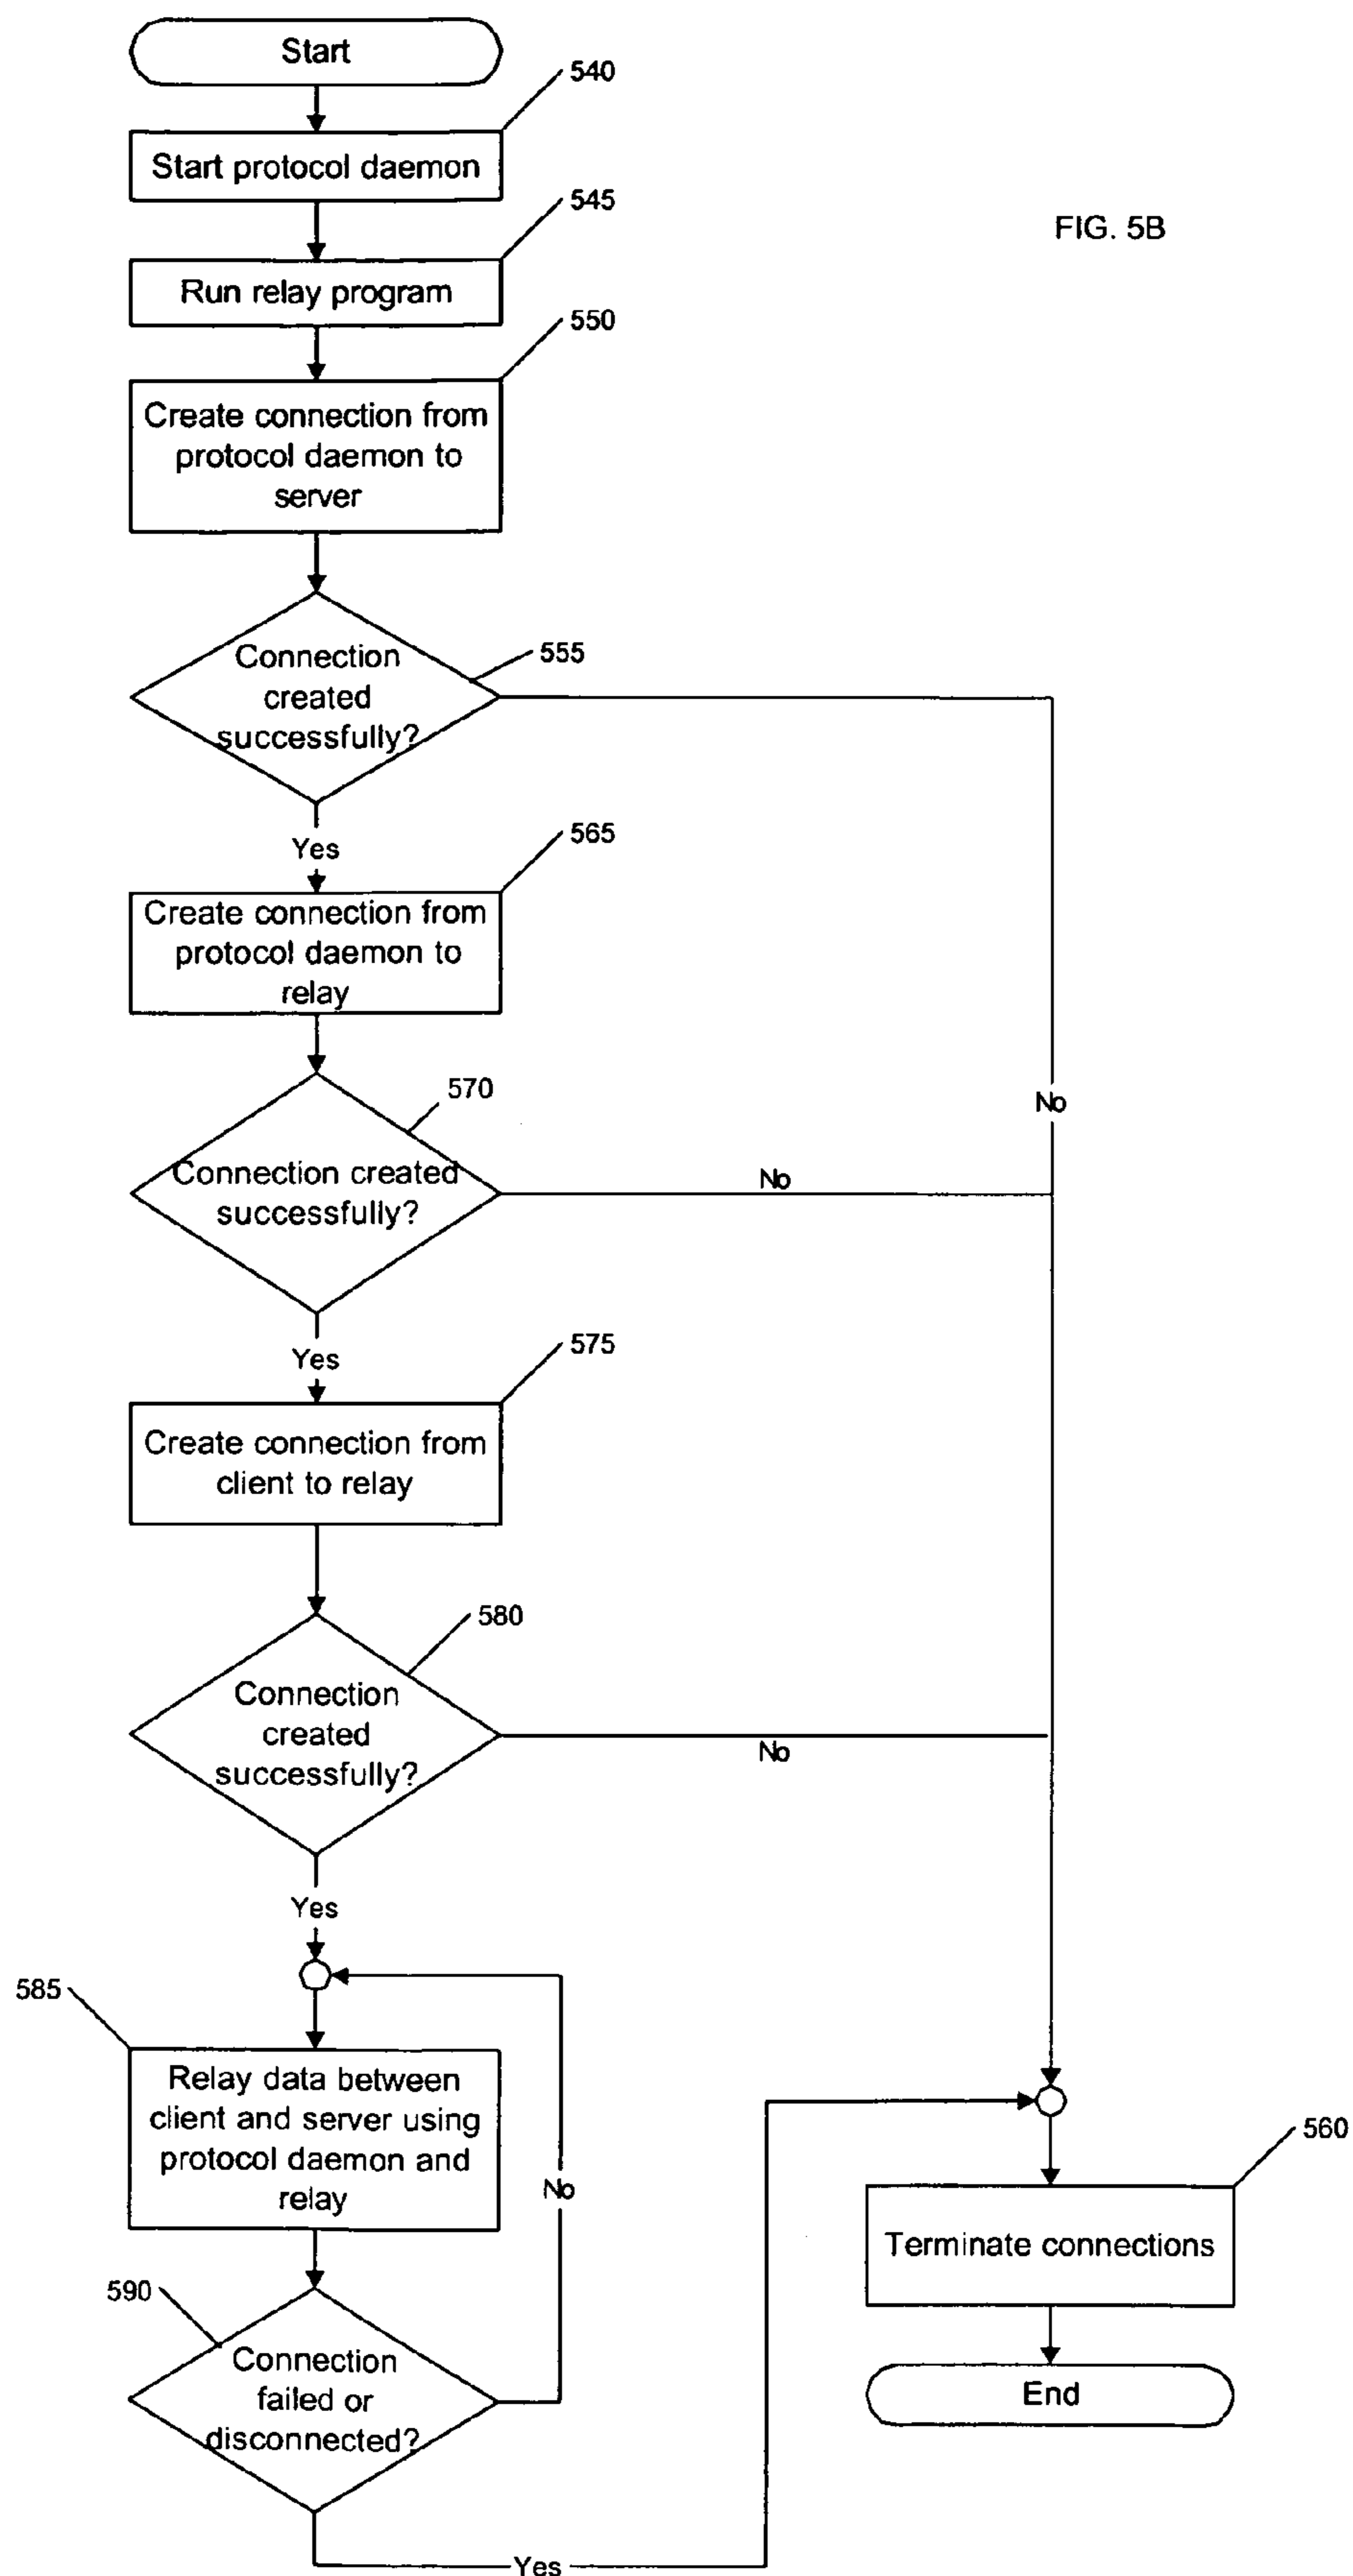 Start
540
Start protocol daemon
545
FIG. 5B
Run relay program
550
Create connection from
protocol daemon to
server
555
Connection
created
successfully?
Yes
565
Create connection from
protocol daemon to
relay
570
No
Connection created
successfully?
No
Yes
575
Create connection from
client to relay
580
Connection
created
successfully?
No
Yes
585
Relay data between
client and server using
protocol daemon and
relay
No
560
Terminate connections
590
Connection
failed or
disconnected?
End
Yes